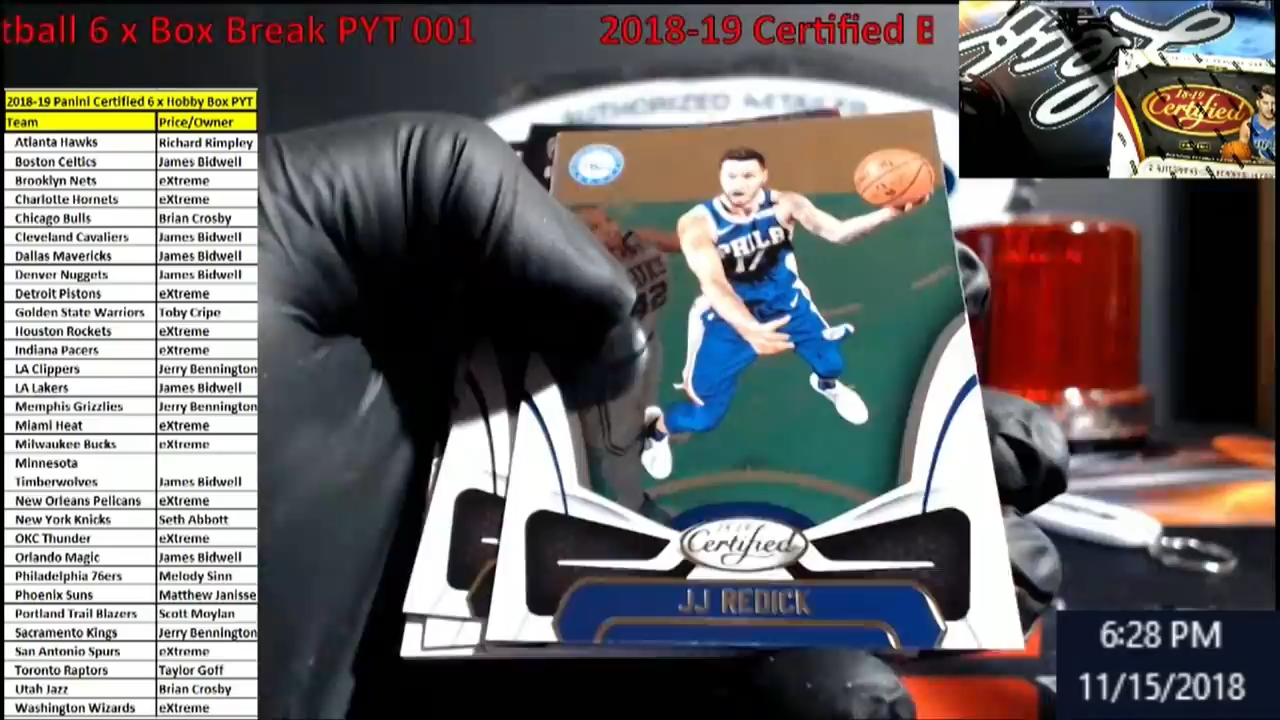 tball 6 x Box Break PYT 001 2018-19 Certified B
2018-19 Panini Certified 6 x Hobby Box PYT
Team Price/Owner
Atlanta Hawks Richard Rimpley
Boston Celtics James Bidwell
Brooklyn Nets eXtreme
Charlotte Hornets eXtreme
Chicago Bulls Brian Crosby
Cleveland Cavaliers James Bidwell
Dallas Mavericks James Bidwell
Denver Nuggets James Bidwell
Detroit Pistons eXtreme
Golden State Warriors Toby Cripe
Houston Rockets eXtreme
Indiana Pacers eXtreme
LA Clippers Jerry Bennington
LA Lakers James Bidwell
Memphis Grizzlies Jerry Bennington
Miami Heat eXtreme
Milwaukee Bucks eXtreme
Minnesota
Timberwolves James Bidwell
New Orleans Pelicans eXtreme
New York Knicks Seth Abbott
OKC Thunder eXtreme
Orlando Magic James Bidwell
Philadelphia 76ers Melody Sinn
Phoenix Suns Matthew Janisse
Portland Trail Blazers Scott Moylan
Sacramento Kings Jerry Bennington
San Antonio Spurs eXtreme
Toronto Raptors Taylor Goff
Utah Jazz Brian Crosby
Washington Wizards eXtreme
AUTHORIZED RETAILER
PHILA
17
42
Certified
JJ REDICK
18-19
Certified
PANINI
6:28 PM
11/15/2018